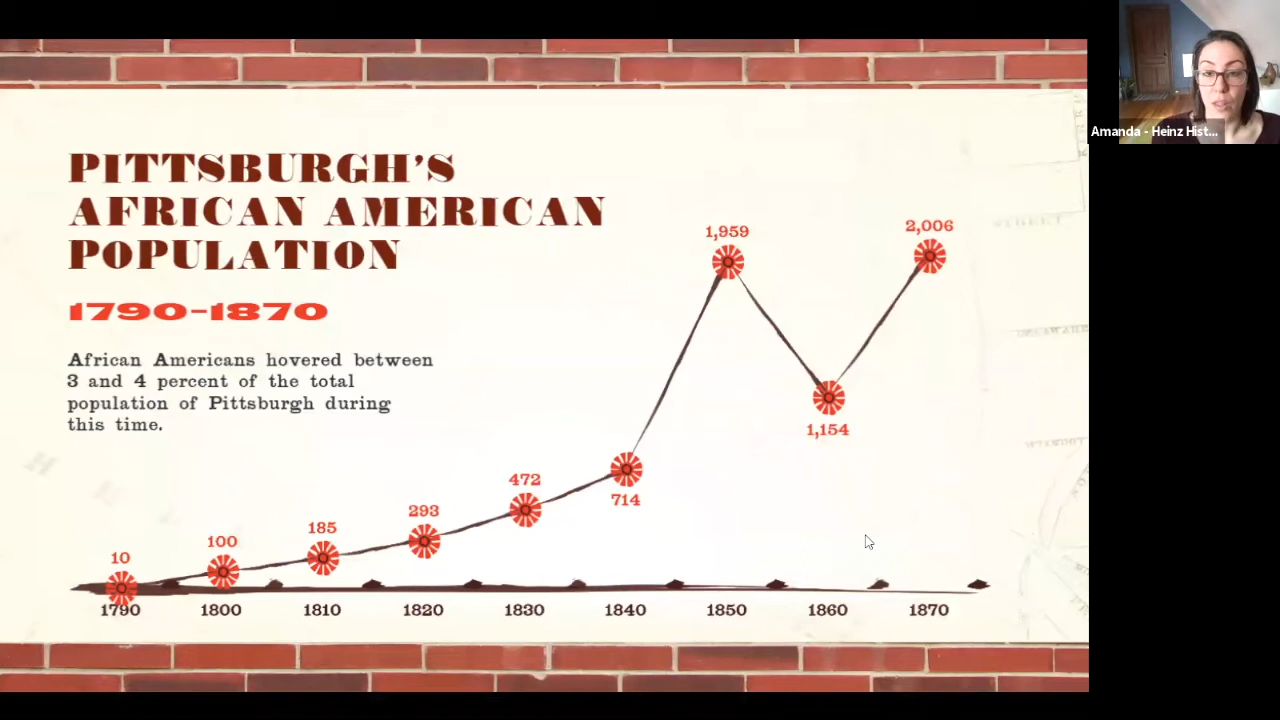 PITTSBURGH'S
AFRICAN AMERICAN
POPULATION
1790-1870
African Americans hovered between
3 and 4 percent of the total
population of Pittsburgh during
this time.
10
100
185
293
472
714
1,959
1,154
2,006
1790 1800 1810 1820 1830 1840 1850 1860 1870
Amanda - Heinz Hist...